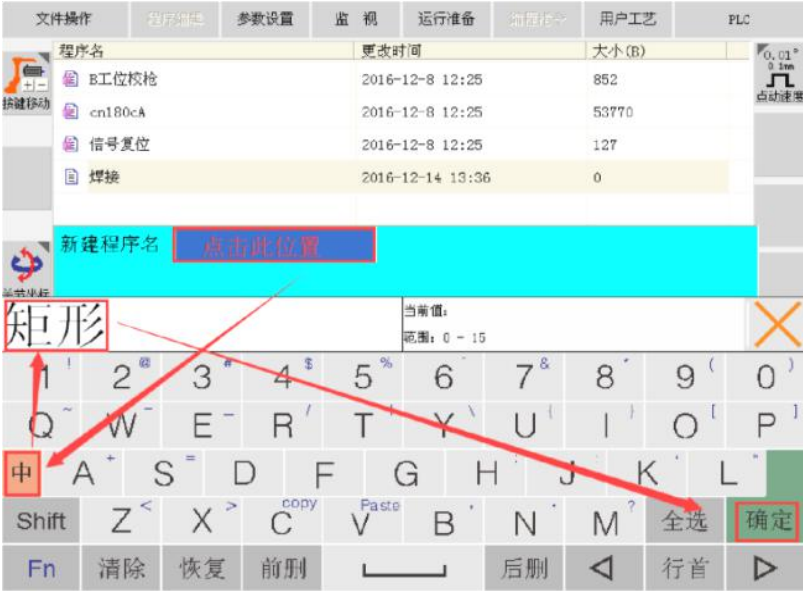 文件操作 程序编辑 参数设置 监 视 运行准备 用户工艺 PLC
程序名 更改时间 大小(B)
B工位校枪 2016-12-8 12:25 852
cn180cA 2016-12-8 12:25 53770
信号复位 2016-12-8 12:25 127
焊接 2016-12-14 13:36 0
按键移动
0.01°
0.1mm
点动速度
新建程序名 点击此位置
关节坐标
矩形 当前值:
范围: 0 - 15
1 ! 2 @ 3 # 4 $ 5 % 6 7 & 8 * 9 ( 0 )
Q ~ W - E - R / T Y \ U { I } O [ P ]
中 A + S = D F G H J K L "
Shift Z < X > C copy V Paste B N M ? 全选 确定
Fn 清除 恢复 前删 后删 行首